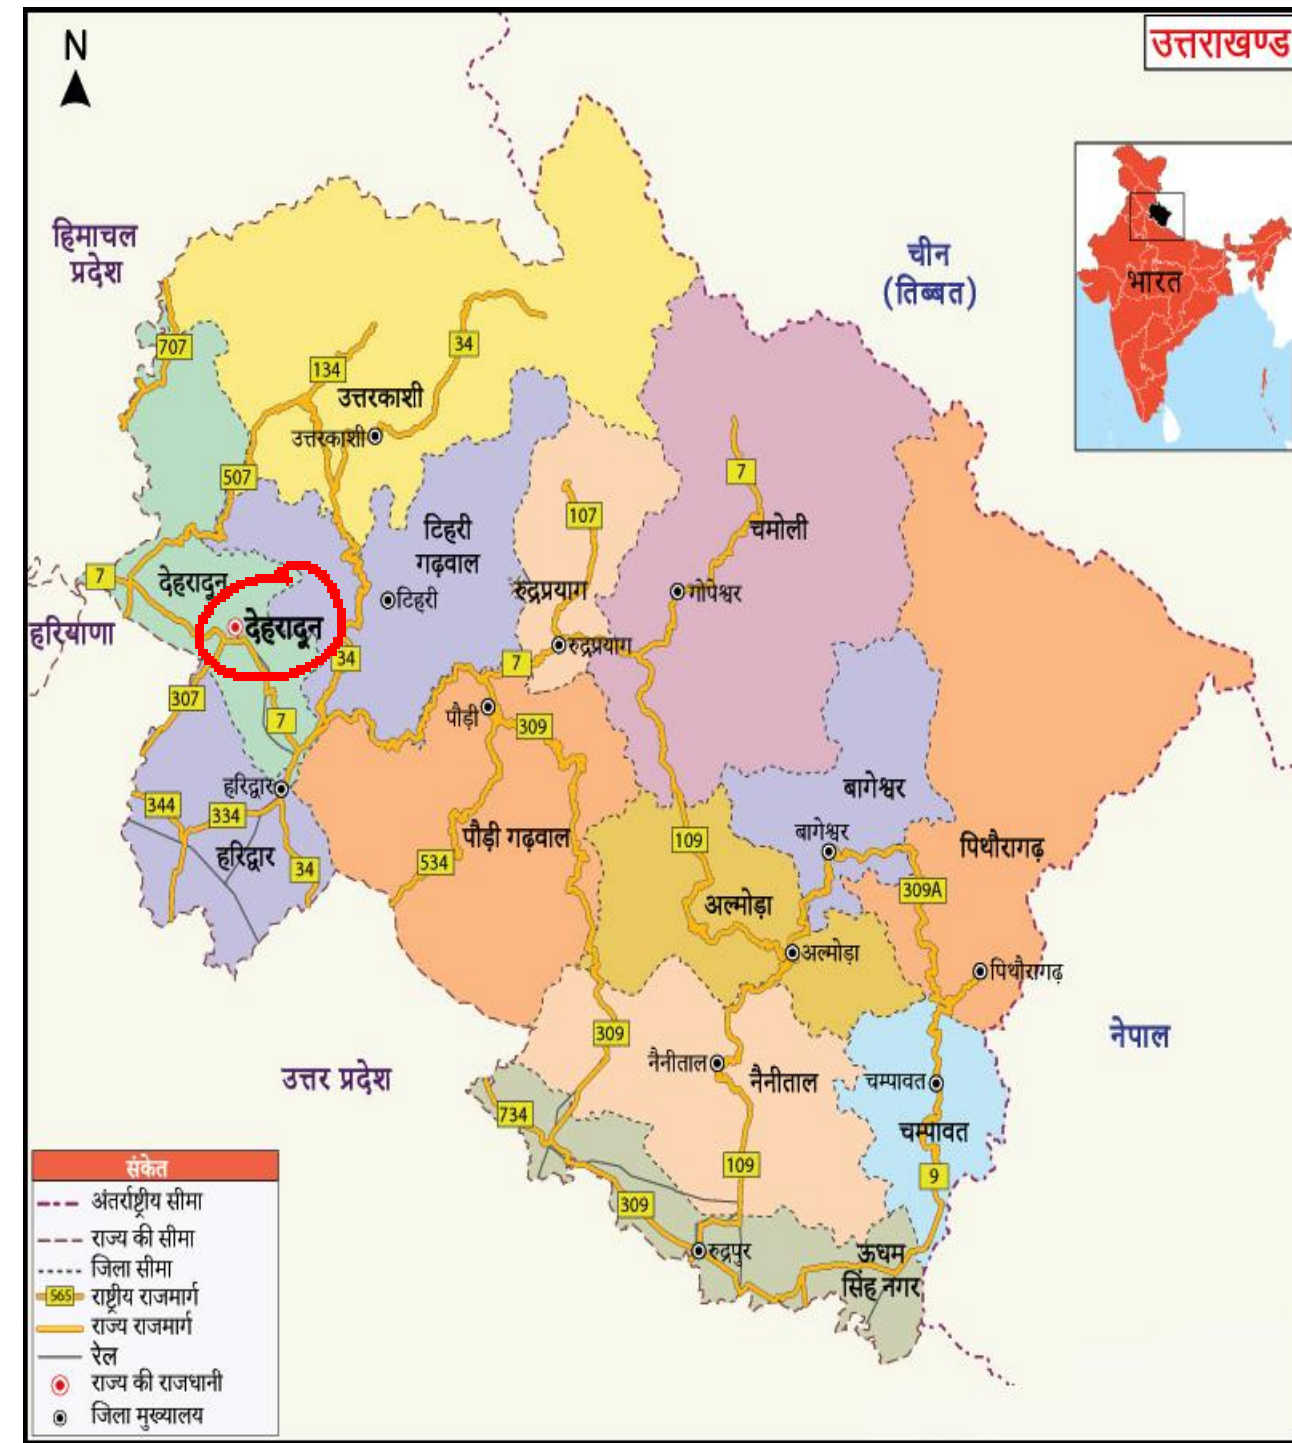 उत्तराखण्ड
N
हिमाचल
प्रदेश
चीन
(तिब्बत)
भारत
707
134
34
उत्तरकाशी
उत्तरकाशी
507
7
107
टिहरी
गढ़वाल
चमोली
7
देहरादून
टिहरी
रुद्रप्रयाग
गोपेश्वर
हरियाणा
देहरादून
34
7
रुद्रप्रयाग
307
7
पौड़ी
309
हरिद्वार
344
334
बागेश्वर
हरिद्वार
34
534
पौड़ी गढ़वाल
109
बागेश्वर
पिथौरागढ़
309A
अल्मोड़ा
अल्मोड़ा
पिथौरागढ़
309
नेपाल
उत्तर प्रदेश
नैनीताल
नैनीताल
चम्पावत
734
चम्पावत
109
9
309
रुद्रपुर
ऊधम
सिंह नगर
संकेत
अंतर्राष्ट्रीय सीमा
राज्य की सीमा
जिला सीमा
565 राष्ट्रीय राजमार्ग
राज्य राजमार्ग
रेल
राज्य की राजधानी
जिला मुख्यालय